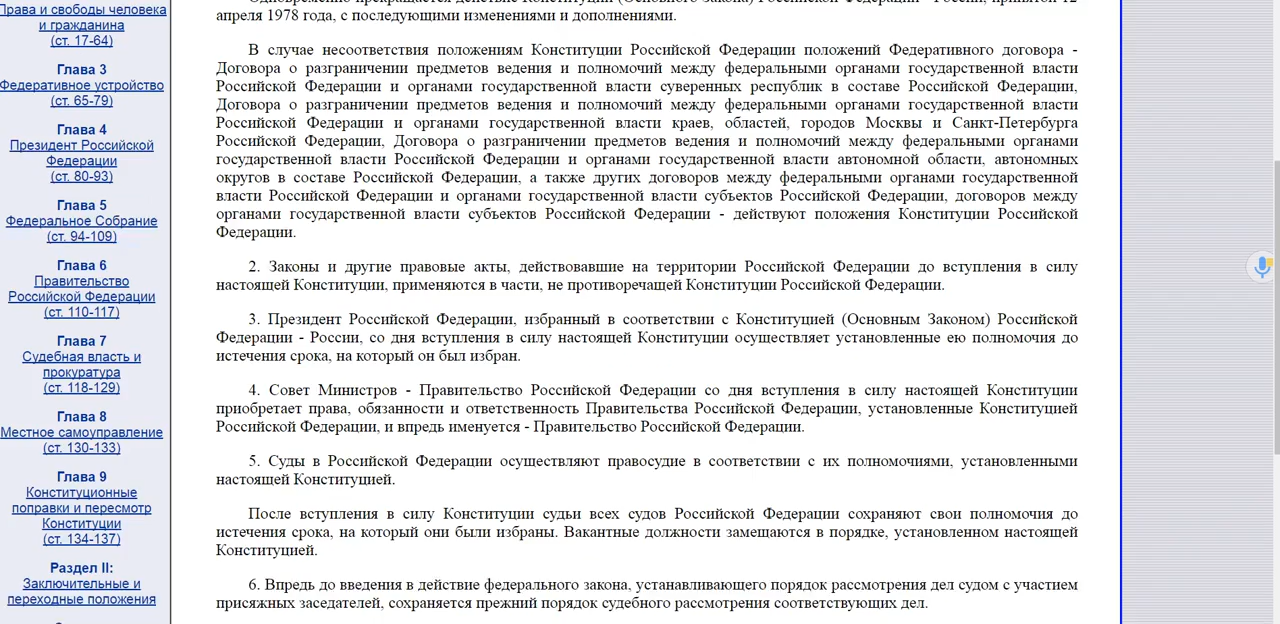 Права и свободы человека
и гражданина
(ст. 17-64)
Глава 3
Федеративное устройство
(ст. 65-79)
Глава 4
Президент Российской
Федерации
(ст. 80-93)
Глава 5
Федеральное Собрание
(ст. 94-109)
Глава 6
Правительство
Российской Федерации
(ст. 110-117)
Глава 7
Судебная власть и
прокуратура
(ст. 118-129)
Глава 8
Местное самоуправление
(ст. 130-133)
Глава 9
Конституционные
поправки и пересмотр
Конституции
(ст. 134-137)
Раздел II:
Заключительные и
переходные положения
апреля 1978 года, с последующими изменениями и дополнениями.
В случае несоответствия положениям Конституции Российской Федерации положений Федеративного договора -
Договора о разграничении предметов ведения и полномочий между федеральными органами государственной власти
Российской Федерации и органами государственной власти суверенных республик в составе Российской Федерации,
Договора о разграничении предметов ведения и полномочий между федеральными органами государственной власти
Российской Федерации и органами государственной власти краев, областей, городов Москвы и Санкт-Петербурга
Российской Федерации, Договора о разграничении предметов ведения и полномочий между федеральными органами
государственной власти Российской Федерации и органами государственной власти автономной области, автономных
округов в составе Российской Федерации, а также других договоров между федеральными органами государственной
власти Российской Федерации и органами государственной власти субъектов Российской Федерации, договоров между
органами государственной власти субъектов Российской Федерации - действуют положения Конституции Российской
Федерации.
2. Законы и другие правовые акты, действовавшие на территории Российской Федерации до вступления в силу
настоящей Конституции, применяются в части, не противоречащей Конституции Российской Федерации.
3. Президент Российской Федерации, избранный в соответствии с Конституцией (Основным Законом) Российской
Федерации - России, со дня вступления в силу настоящей Конституции осуществляет установленные ею полномочия до
истечения срока, на который он был избран.
4. Совет Министров - Правительство Российской Федерации со дня вступления в силу настоящей Конституции
приобретает права, обязанности и ответственность Правительства Российской Федерации, установленные Конституцией
Российской Федерации, и впредь именуется - Правительство Российской Федерации.
5. Суды в Российской Федерации осуществляют правосудие в соответствии с их полномочиями, установленными
настоящей Конституцией.
После вступления в силу Конституции судьи всех судов Российской Федерации сохраняют свои полномочия до
истечения срока, на который они были избраны. Вакантные должности замещаются в порядке, установленном настоящей
Конституцией.
6. Впредь до введения в действие федерального закона, устанавливающего порядок рассмотрения дел судом с участием
присяжных заседателей, сохраняется прежний порядок судебного рассмотрения соответствующих дел.